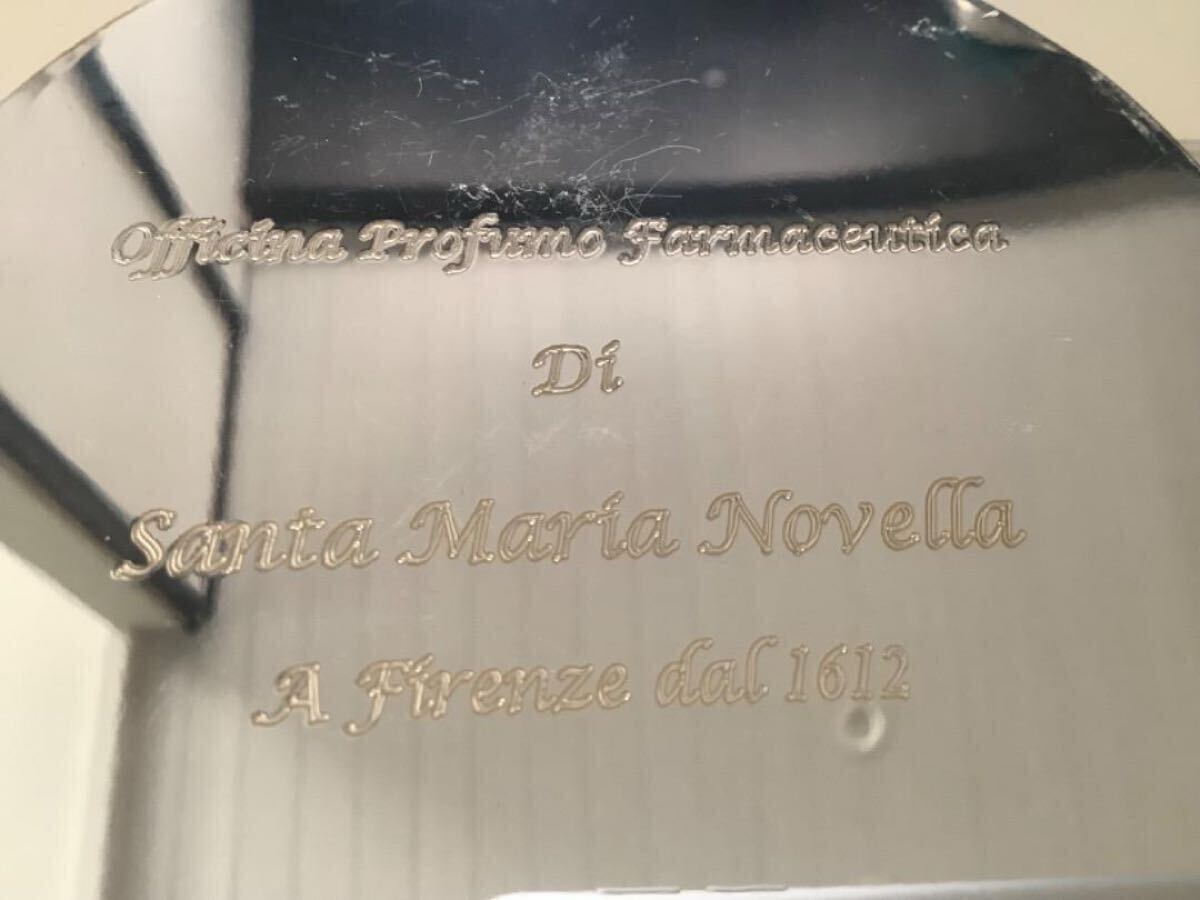 Officina Profumo Farmaceutica
Di
Santa Maria Novella
A Firenze dal 1612